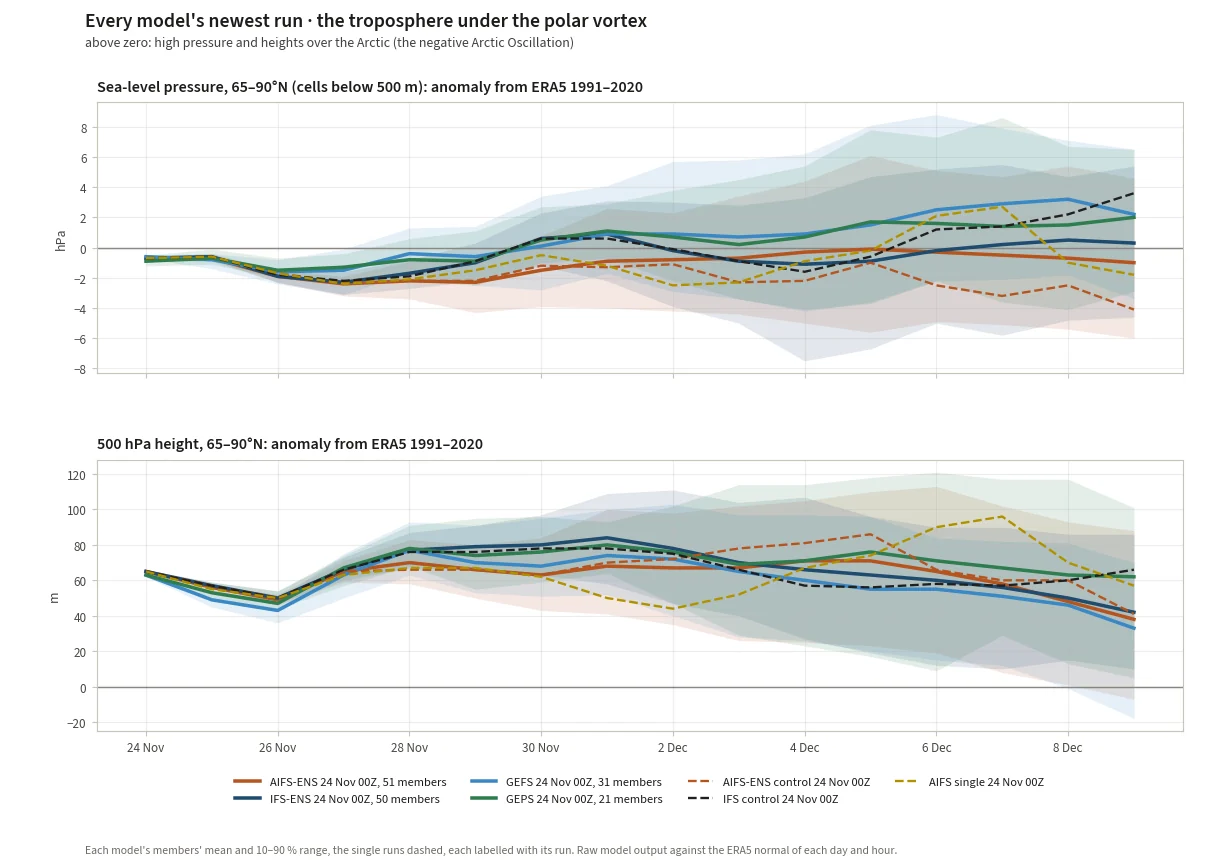 Every model's newest run · the troposphere under the polar vortex
above zero: high pressure and heights over the Arctic (the negative Arctic Oscillation)
Sea-level pressure, 65–90°N (cells below 500 m): anomaly from ERA5 1991–2020
8
6
4
2
0
−2
−4
−6
−8
hPa
500 hPa height, 65–90°N: anomaly from ERA5 1991–2020
120
100
80
60
40
20
0
−20
m
24 Nov 26 Nov 28 Nov 30 Nov 2 Dec 4 Dec 6 Dec 8 Dec
AIFS-ENS 24 Nov 00Z, 51 members GEFS 24 Nov 00Z, 31 members AIFS-ENS control 24 Nov 00Z AIFS single 24 Nov 00Z
IFS-ENS 24 Nov 00Z, 50 members GEPS 24 Nov 00Z, 21 members IFS control 24 Nov 00Z
Each model's members' mean and 10–90 % range, the single runs dashed, each labelled with its run. Raw model output against the ERA5 normal of each day and hour.